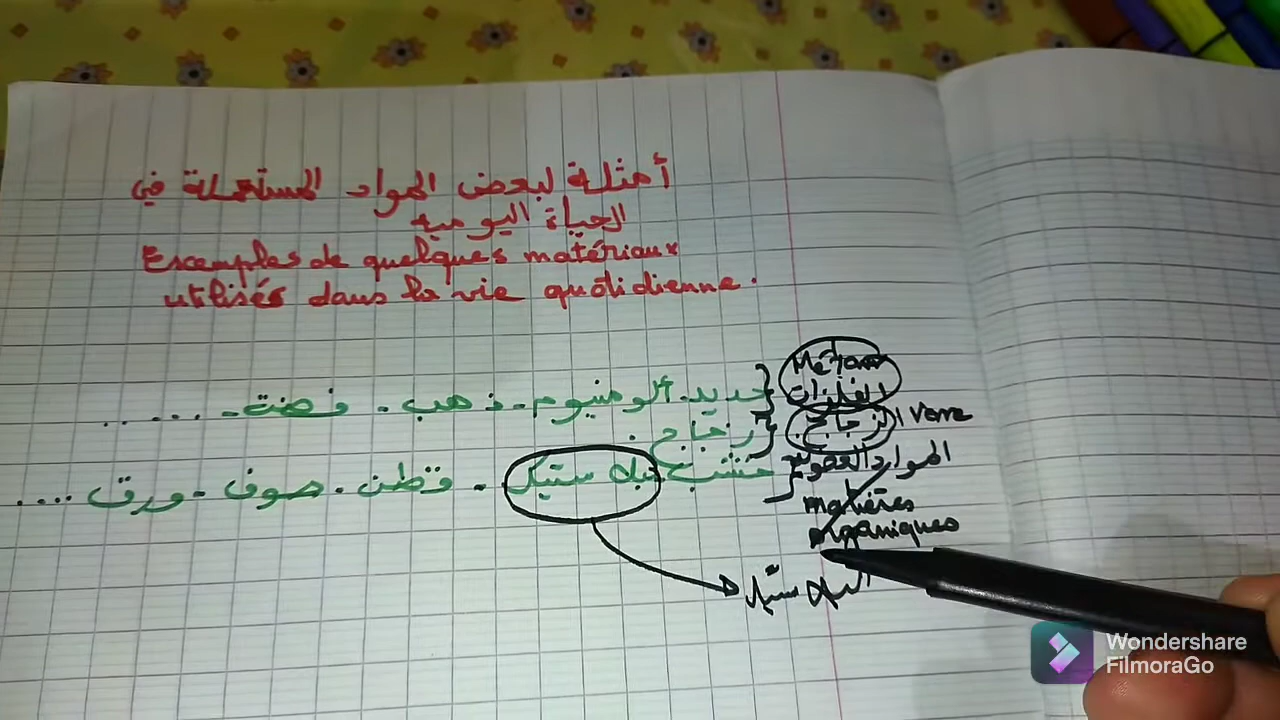 أمثلة لبعض المواد المستعملة في
الحياة اليومية
Examples de quelques matériaux
utilisés dans la vie quotidienne.
Métaux
الفلزات
حديد - ألومنيوم - ذهب - فضة - ....
الزجاج Verre
زجاج .
المواد العضوية
خشب بلاستيك - قطن - صوف - ورق ....
matières
organiques
البلاستيك
Wondershare
FilmoraGo